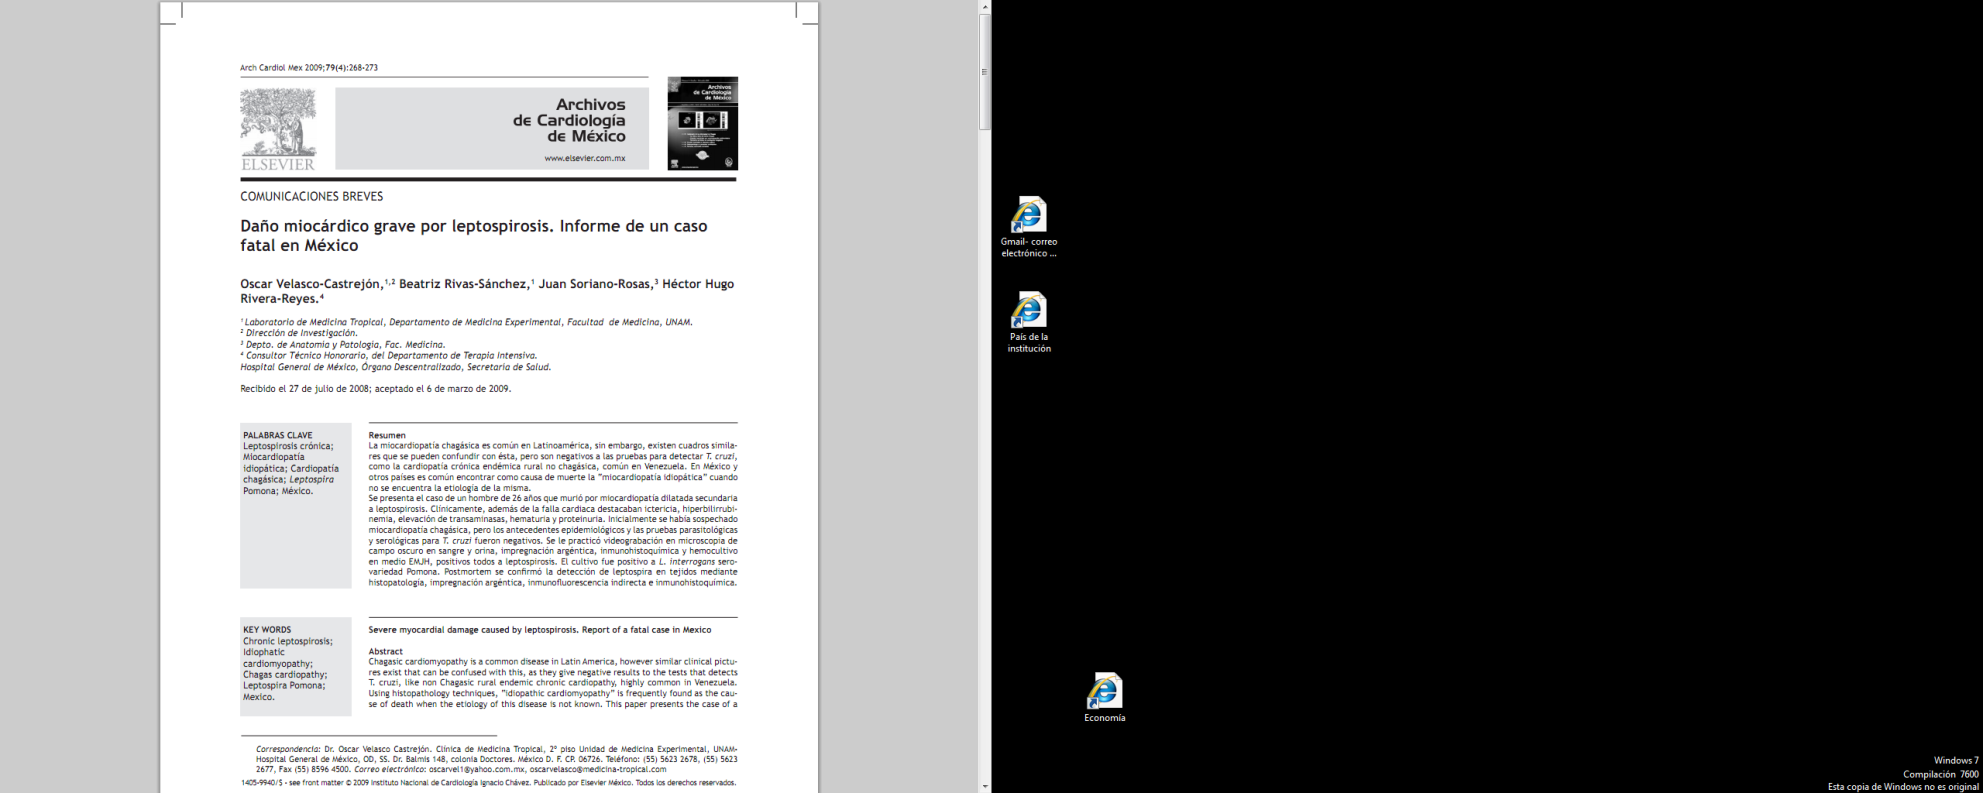 Arch Cardiol Mex 2009;79(4):268-273
ELSEVIER
Archivos
de Cardiología
de México
www.elsevier.com.mx
Archivos
de Cardiología
de México
COMUNICACIONES BREVES
Daño miocárdico grave por leptospirosis. Informe de un caso
fatal en México
Oscar Velasco-Castrejón,1,2 Beatriz Rivas-Sánchez,1 Juan Soriano-Rosas,3 Héctor Hugo
Rivera-Reyes.4
1 Laboratorio de Medicina Tropical, Departamento de Medicina Experimental, Facultad de Medicina, UNAM.
2 Dirección de Investigación.
3 Depto. de Anatomía y Patología, Fac. Medicina.
4 Consultor Técnico Honorario, del Departamento de Terapia Intensiva.
Hospital General de México, Órgano Descentralizado, Secretaría de Salud.
Recibido el 27 de julio de 2008; aceptado el 6 de marzo de 2009.
PALABRAS CLAVE
Leptospirosis crónica;
Miocardiopatía
idiopática; Cardiopatía
chagásica; Leptospira
Pomona; México.
Resumen
La miocardiopatía chagásica es común en Latinoamérica, sin embargo, existen cuadros simila-
res que se pueden confundir con ésta, pero son negativos a las pruebas para detectar T. cruzi,
como la cardiopatía crónica endémica rural no chagásica, común en Venezuela. En México y
otros países es común encontrar como causa de muerte la "miocardiopatía idiopática" cuando
no se encuentra la etiología de la misma.
Se presenta el caso de un hombre de 26 años que murió por miocardiopatía dilatada secundaria
a leptospirosis. Clínicamente, además de la falla cardiaca destacaban ictericia, hiperbilirrubi-
nemia, elevación de transaminasas, hematuria y proteinuria. Inicialmente se había sospechado
miocardiopatía chagásica, pero los antecedentes epidemiológicos y las pruebas parasitológicas
y serológicas para T. cruzi fueron negativos. Se le practicó videograbación en microscopia de
campo oscuro en sangre y orina, impregnación argéntica, inmunohistoquímica y hemocultivo
en medio EMJH, positivos todos a leptospirosis. El cultivo fue positivo a L. interrogans sero-
variedad Pomona. Postmortem se confirmó la detección de leptospira en tejidos mediante
histopatología, impregnación argéntica, inmunofluorescencia indirecta e inmunohistoquímica.
KEY WORDS
Chronic leptospirosis;
Idiophatic
cardiomyopathy;
Chagas cardiopathy;
Leptospira Pomona;
Mexico.
Severe myocardial damage caused by leptospirosis. Report of a fatal case in Mexico
Abstract
Chagasic cardiomyopathy is a common disease in Latin America, however similar clinical pictu-
res exist that can be confused with this, as they give negative results to the tests that detects
T. cruzi, like non Chagasic rural endemic chronic cardiopathy, highly common in Venezuela.
Using histopathology techniques, "idiopathic cardiomyopathy" is frequently found as the cau-
se of death when the etiology of this disease is not known. This paper presents the case of a
Correspondencia: Dr. Oscar Velasco Castrejón. Clínica de Medicina Tropical, 2º piso Unidad de Medicina Experimental, UNAM-
Hospital General de México, OD, SS. Dr. Balmis 148, colonia Doctores. México D. F. CP. 06726. Teléfono: (55) 5623 2678, (55) 5623
2677, Fax (55) 8596 4500. Correo electrónico: oscarvel1@yahoo.com.mx, oscarvelasco@medicina-tropical.com
1405-9940/$ - see front matter © 2009 Instituto Nacional de Cardiología Ignacio Chávez. Publicado por Elsevier México. Todos los derechos reservados.
Gmail- correo
electrónico ...
País de la
institución
Economía
Windows 7
Compilación 7600
Esta copia de Windows no es original